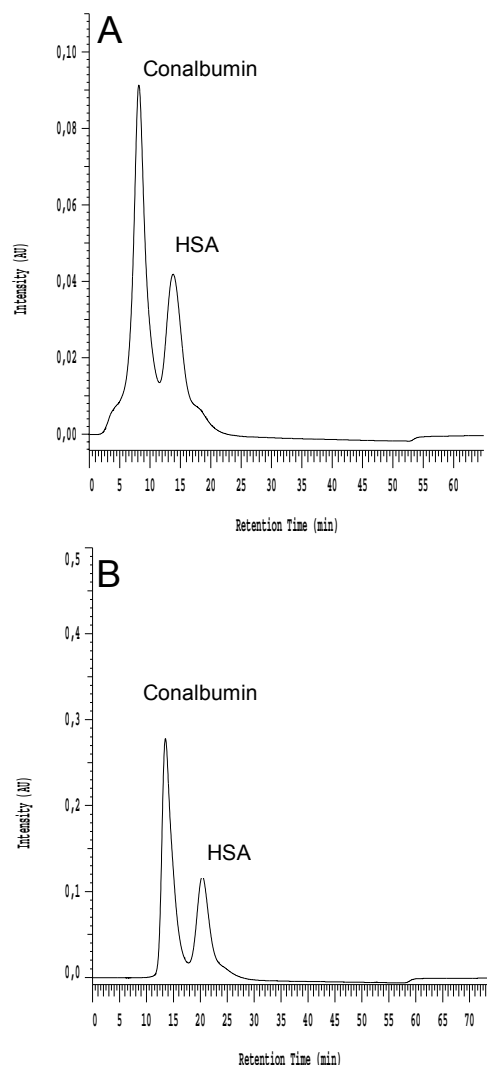 A
Conalbumin
HSA
Intensity (AU)
0,10
0,08
0,06
0,04
0,02
0,00
0 5 10 15 20 25 30 35 40 45 50 55 60
Retention Time (min)
B
Conalbumin
HSA
Intensity (AU)
0,5
0,4
0,3
0,2
0,1
0,0
0 5 10 15 20 25 30 35 40 45 50 55 60 65 70
Retention Time (min)